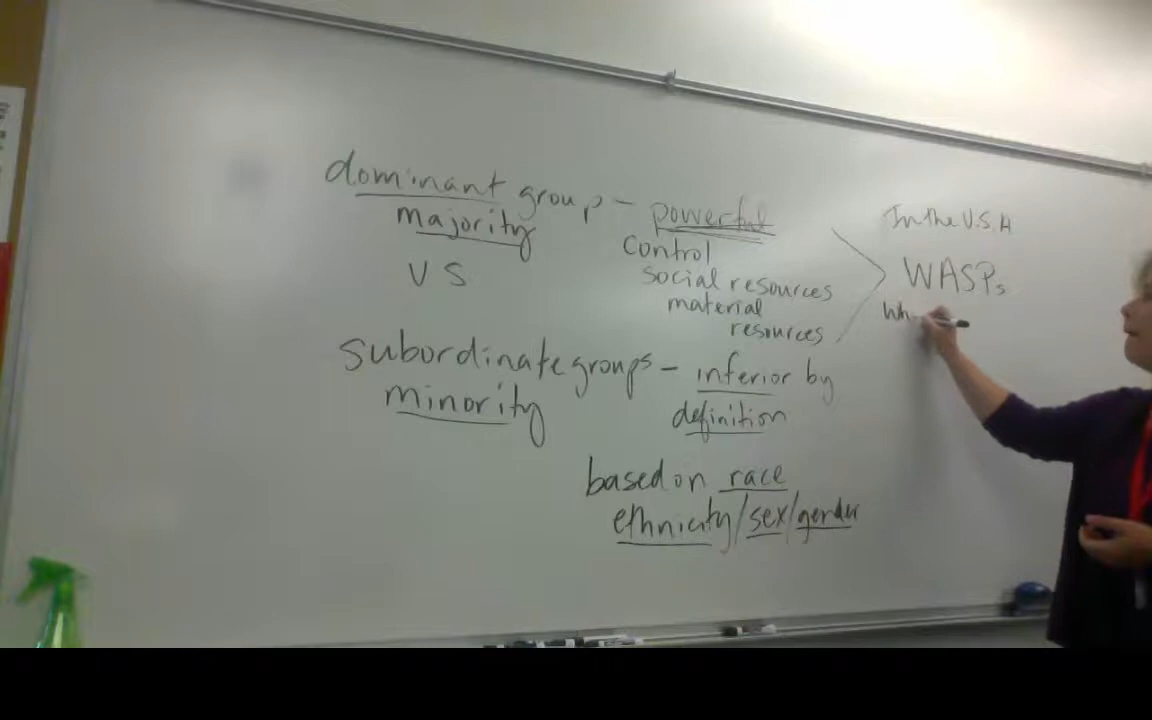 dominant group - powerful
majority
control
social resources
material
resources
VS
subordinate groups - inferior by
minority
definition
based on race
ethnicity/sex/gender
In the U.S.A
WASPs
Wh